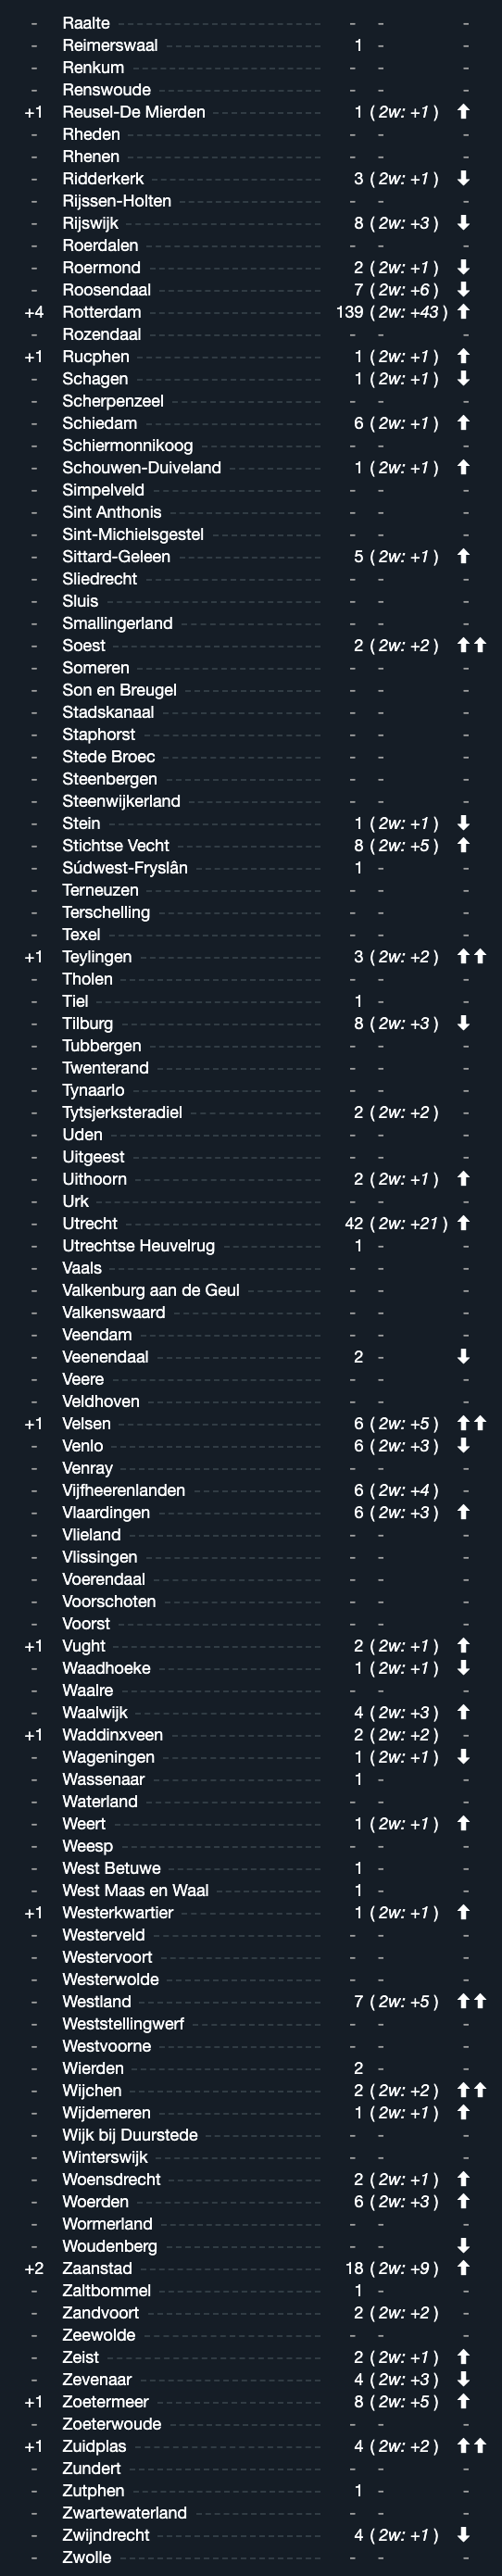 - Raalte - - -
- Reimerswaal 1 - -
- Renkum - - -
- Renswoude - - -
+1 Reusel-De Mierden 1 ( 2w: +1 ) ⬆
- Rheden - - -
- Rhenen - - -
- Ridderkerk 3 ( 2w: +1 ) ⬇
- Rijssen-Holten - - -
- Rijswijk 8 ( 2w: +3 ) ⬇
- Roerdalen - - -
- Roermond 2 ( 2w: +1 ) ⬇
- Roosendaal 7 ( 2w: +6 ) ⬇
+4 Rotterdam 139 ( 2w: +43 ) ⬆
- Rozendaal - - -
+1 Rucphen 1 ( 2w: +1 ) ⬆
- Schagen 1 ( 2w: +1 ) ⬇
- Scherpenzeel - - -
- Schiedam 6 ( 2w: +1 ) ⬆
- Schiermonnikoog - - -
- Schouwen-Duiveland 1 ( 2w: +1 ) ⬆
- Simpelveld - - -
- Sint Anthonis - - -
- Sint-Michielsgestel - - -
- Sittard-Geleen 5 ( 2w: +1 ) ⬆
- Sliedrecht - - -
- Sluis - - -
- Smallingerland - - -
- Soest 2 ( 2w: +2 ) ⬆⬆
- Someren - - -
- Son en Breugel - - -
- Stadskanaal - - -
- Staphorst - - -
- Stede Broec - - -
- Steenbergen - - -
- Steenwijkerland - - -
- Stein 1 ( 2w: +1 ) ⬇
- Stichtse Vecht 8 ( 2w: +5 ) ⬆
- Súdwest-Fryslân 1 - -
- Terneuzen - - -
- Terschelling - - -
- Texel - - -
+1 Teylingen 3 ( 2w: +2 ) ⬆⬆
- Tholen - - -
- Tiel 1 - -
- Tilburg 8 ( 2w: +3 ) ⬇
- Tubbergen - - -
- Twenterand - - -
- Tynaarlo - - -
- Tytsjerksteradiel 2 ( 2w: +2 ) -
- Uden - - -
- Uitgeest - - -
- Uithoorn 2 ( 2w: +1 ) ⬆
- Urk - - -
- Utrecht 42 ( 2w: +21 ) ⬆
- Utrechtse Heuvelrug 1 - -
- Vaals - - -
- Valkenburg aan de Geul - - -
- Valkenswaard - - -
- Veendam - - -
- Veenendaal 2 - ⬇
- Veere - - -
- Veldhoven - - -
+1 Velsen 6 ( 2w: +5 ) ⬆⬆
- Venlo 6 ( 2w: +3 ) ⬇
- Venray - - -
- Vijfheerenlanden 6 ( 2w: +4 ) -
- Vlaardingen 6 ( 2w: +3 ) ⬆
- Vlieland - - -
- Vlissingen - - -
- Voerendaal - - -
- Voorschoten - - -
- Voorst - - -
+1 Vught 2 ( 2w: +1 ) ⬆
- Waadhoeke 1 ( 2w: +1 ) ⬇
- Waalre - - -
- Waalwijk 4 ( 2w: +3 ) ⬆
+1 Waddinxveen 2 ( 2w: +2 ) -
- Wageningen 1 ( 2w: +1 ) ⬇
- Wassenaar 1 - -
- Waterland - - -
- Weert 1 ( 2w: +1 ) ⬆
- Weesp - - -
- West Betuwe 1 - -
- West Maas en Waal 1 - -
+1 Westerkwartier 1 ( 2w: +1 ) ⬆
- Westerveld - - -
- Westervoort - - -
- Westerwolde - - -
- Westland 7 ( 2w: +5 ) ⬆⬆
- Weststellingwerf - - -
- Westvoorne - - -
- Wierden 2 - -
- Wijchen 2 ( 2w: +2 ) ⬆⬆
- Wijdemeren 1 ( 2w: +1 ) ⬆
- Wijk bij Duurstede - - -
- Winterswijk - - -
- Woensdrecht 2 ( 2w: +1 ) ⬆
- Woerden 6 ( 2w: +3 ) ⬆
- Wormerland - - -
- Woudenberg - - ⬇
+2 Zaanstad 18 ( 2w: +9 ) ⬆
- Zaltbommel 1 - -
- Zandvoort 2 ( 2w: +2 ) -
- Zeewolde - - -
- Zeist 2 ( 2w: +1 ) ⬆
- Zevenaar 4 ( 2w: +3 ) ⬇
+1 Zoetermeer 8 ( 2w: +5 ) ⬆
- Zoeterwoude - - -
+1 Zuidplas 4 ( 2w: +2 ) ⬆⬆
- Zundert - - -
- Zutphen 1 - -
- Zwartewaterland - - -
- Zwijndrecht 4 ( 2w: +1 ) ⬇
- Zwolle - - -